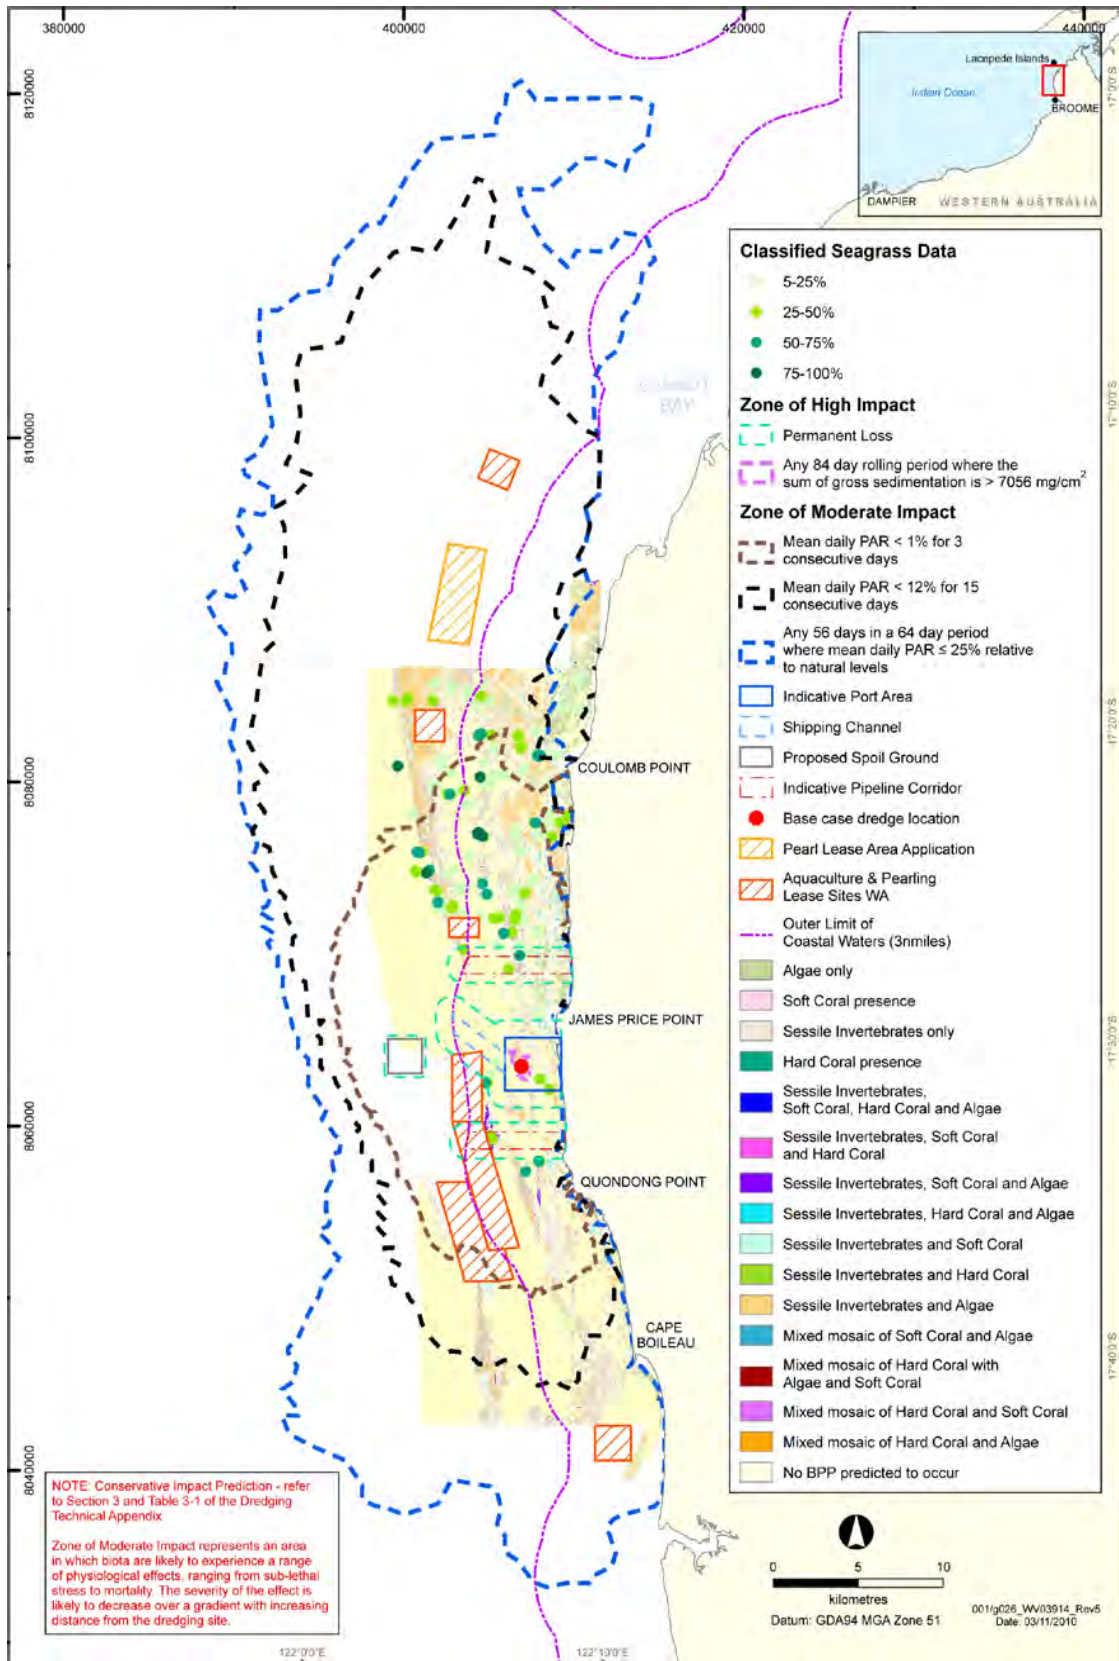 380000
400000
420000
440000
8120000
8100000
8080000
8060000
8040000
17°0'0"S
17°10'0"S
17°20'0"S
17°30'0"S
17°40'0"S
122°0'0"E
122°10'0"E
Lacepede Islands
Indian Ocean
BROOME
DAMPIER
WESTERN AUSTRALIA
BAY
COULOMB POINT
JAMES PRICE POINT
QUONDONG POINT
CAPE
BOILEAU
Classified Seagrass Data
5-25%
25-50%
50-75%
75-100%
Zone of High Impact
Permanent Loss
Any 84 day rolling period where the
sum of gross sedimentation is > 7056 mg/cm²
Zone of Moderate Impact
Mean daily PAR < 1% for 3
consecutive days
Mean daily PAR < 12% for 15
consecutive days
Any 56 days in a 64 day period
where mean daily PAR ≤ 25% relative
to natural levels
Indicative Port Area
Shipping Channel
Proposed Spoil Ground
Indicative Pipeline Corridor
Base case dredge location
Pearl Lease Area Application
Aquaculture & Pearling
Lease Sites WA
Outer Limit of
Coastal Waters (3nmiles)
Algae only
Soft Coral presence
Sessile Invertebrates only
Hard Coral presence
Sessile Invertebrates,
Soft Coral, Hard Coral and Algae
Sessile Invertebrates, Soft Coral
and Hard Coral
Sessile Invertebrates, Soft Coral and Algae
Sessile Invertebrates, Hard Coral and Algae
Sessile Invertebrates and Soft Coral
Sessile Invertebrates and Hard Coral
Sessile Invertebrates and Algae
Mixed mosaic of Soft Coral and Algae
Mixed mosaic of Hard Coral with
Algae and Soft Coral
Mixed mosaic of Hard Coral and Soft Coral
Mixed mosaic of Hard Coral and Algae
No BPP predicted to occur
NOTE: Conservative Impact Prediction - refer
to Section 3 and Table 3-1 of the Dredging
Technical Appendix
Zone of Moderate Impact represents an area
in which biota are likely to experience a range
of physiological effects, ranging from sub-lethal
stress to mortality. The severity of the effect is
likely to decrease over a gradient with increasing
distance from the dredging site.
0 5 10
kilometres
Datum: GDA94 MGA Zone 51
001/g026_WV03914_Rev5
Date: 03/11/2010